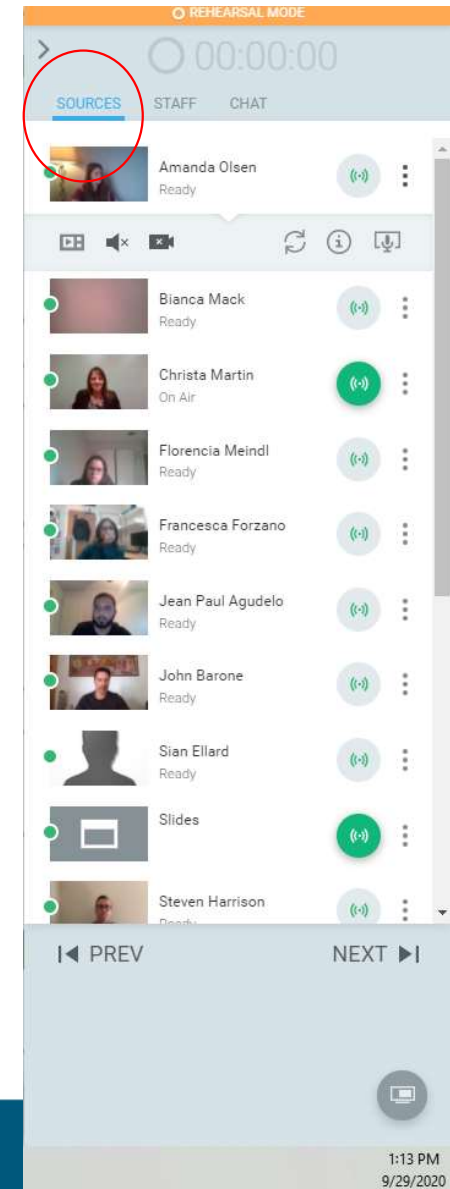 REHEARSAL MODE
00:00:00
SOURCES STAFF CHAT
Amanda Olsen
Ready
Bianca Mack
Ready
Christa Martin
On Air
Florencia Meindl
Ready
Francesca Forzano
Ready
Jean Paul Agudelo
Ready
John Barone
Ready
Sian Ellard
Ready
Slides
Steven Harrison
Ready
PREV NEXT
1:13 PM
9/29/2020